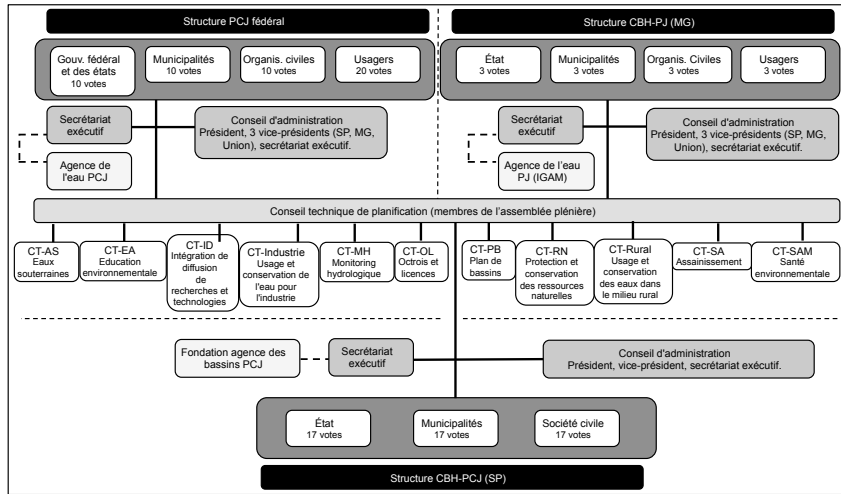 Structure PCJ fédéral
Structure CBH-PJ (MG)
Gouv. fédéral
et des états
10 votes
Municipalités
10 votes
Organis. civiles
10 votes
Usagers
20 votes
État
3 votes
Municipalités
3 votes
Organis. Civiles
3 votes
Usagers
3 votes
Secrétariat
exécutif
Conseil d'administration
Président, 3 vice-présidents (SP, MG,
Union), secrétariat exécutif.
Agence de
l'eau PCJ
Secrétariat
exécutif
Conseil d'administration
Président, 3 vice-présidents (SP, MG,
Union), secrétariat exécutif.
Agence de l'eau
PJ (IGAM)
Conseil technique de planification (membres de l'assemblée plénière)
CT-AS
Eaux
souterraines
CT-EA
Education
environnementale
CT-ID
Intégration de
diffusion
de
recherches et
technologies
CT-Industrie
Usage et
conservation de
l'eau pour
l'industrie
CT-MH
Monitoring
hydrologique
CT-OL
Octrois et
licences
CT-PB
Plan de
bassins
CT-RN
Protection et
conservation
des ressources
naturelles
CT-Rural
Usage et
conservation
des eaux dans
le milieu rural
CT-SA
Assainissement
CT-SAM
Santé
environnementale
Fondation agence des
bassins PCJ
Secrétariat
exécutif
Conseil d'administration
Président, vice-président, secrétariat exécutif.
État
17 votes
Municipalités
17 votes
Société civile
17 votes
Structure CBH-PCJ (SP)